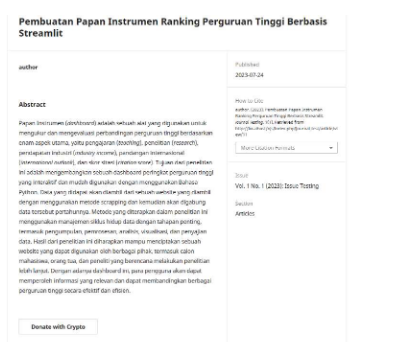 Pembuatan Papan Instrumen Ranking Perguruan Tinggi Berbasis
Streamlit
author
Abstract
Papan Instrumen (dashboard) adalah sebuah alat yang digunakan untuk
mengukur dan mengevaluasi perbandingan perguruan tinggi berdasarkan
enam aspek utama, yaitu pengajaran (teaching), penelitian (research),
pendapatan industri (industry income), pandangan internasional
(international outlook), dan skor sitasi (citation score). Tujuan dari penelitian
ini adalah mengembangkan sebuah dashboard peringkat perguruan tinggi
yang interaktif dan mudah digunakan dengan menggunakan Bahasa
Python. Data yang didapat akan diambil dari sebuah website yang diambil
dengan menggunakan metode scrapping dan kemudian akan digabung
data tersebut pertahunnya. Metode yang diterapkan dalam penelitian ini
menggunakan manajemen siklus hidup data dengan tahapan penting,
termasuk pengumpulan, pemrosesan, analisis, visualisasi, dan penyajian
data. Hasil dari penelitian ini diharapkan mampu menciptakan sebuah
website yang dapat digunakan oleh berbagai pihak, termasuk calon
mahasiswa, orang tua, dan peneliti yang berencana melakukan penelitian
lebih lanjut. Dengan adanya dashboard ini, para pengguna akan dapat
memperoleh informasi yang relevan dan dapat membandingkan berbagai
perguruan tinggi secara efektif dan efisien.
Donate with Crypto
Published
2023-07-24
How to Cite
author. (2023). Pembuatan Papan Instrumen
Ranking Perguruan Tinggi Berbasis Streamlit.
Journal testing, 1(1). Retrieved from
More Citation Formats
Issue
Vol. 1 No. 1 (2023): Issue Testing
Section
Articles